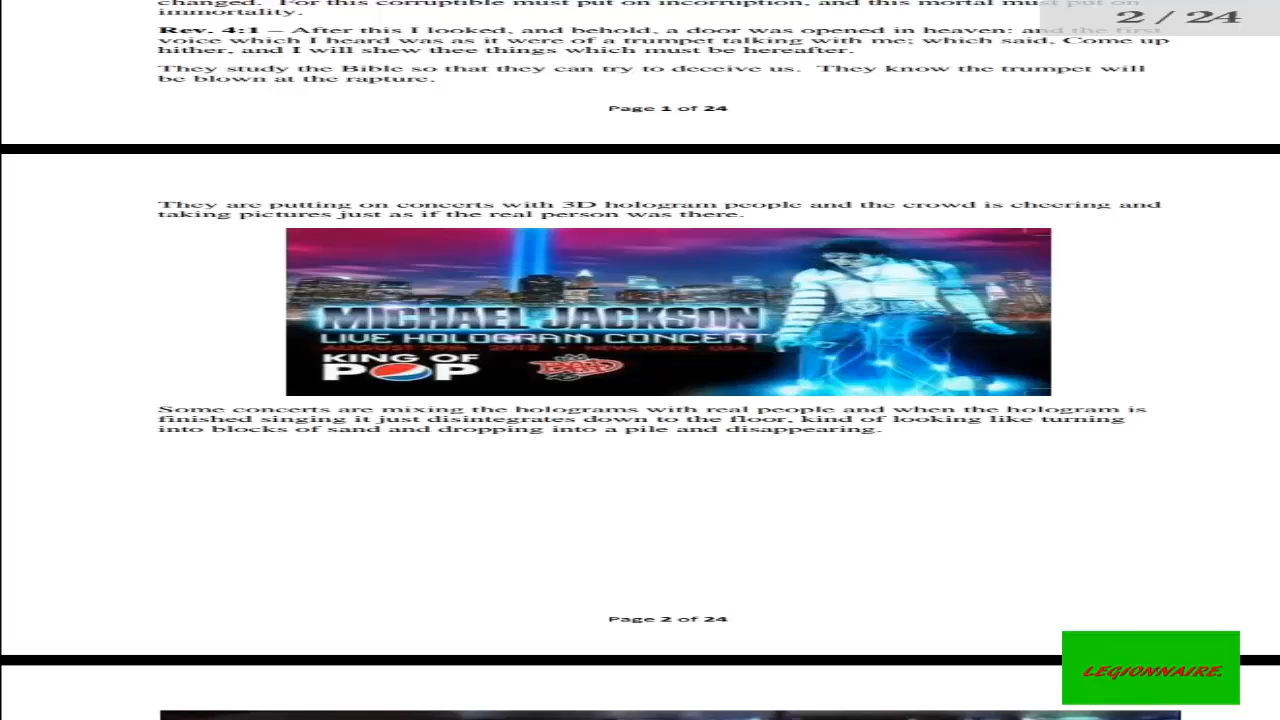 changed. For this corruptible must put on incorruption, and this mortal must put on
immortality.
2 / 24
Rev. 4:1 – After this I looked, and behold, a door was opened in heaven: and the first
voice which I heard was as it were of a trumpet talking with me; which said, Come up
hither, and I will shew thee things which must be hereafter.
They study the Bible so that they can try to deceive us. They know the trumpet will
be blown at the rapture.
Page 1 of 24
They are putting on concerts with 3D hologram people and the crowd is cheering and
taking pictures just as if the real person was there.
MICHAEL JACKSON
LIVE HOLOGRAM CONCERT
AUGUST 29th 2012 • NEW YORK USA
KING OF
POP
BAD
Some concerts are mixing the holograms with real people and when the hologram is
finished singing it just disintegrates down to the floor, kind of looking like turning
into blocks of sand and dropping into a pile and disappearing.
Page 2 of 24
LEGIONNAIRE.